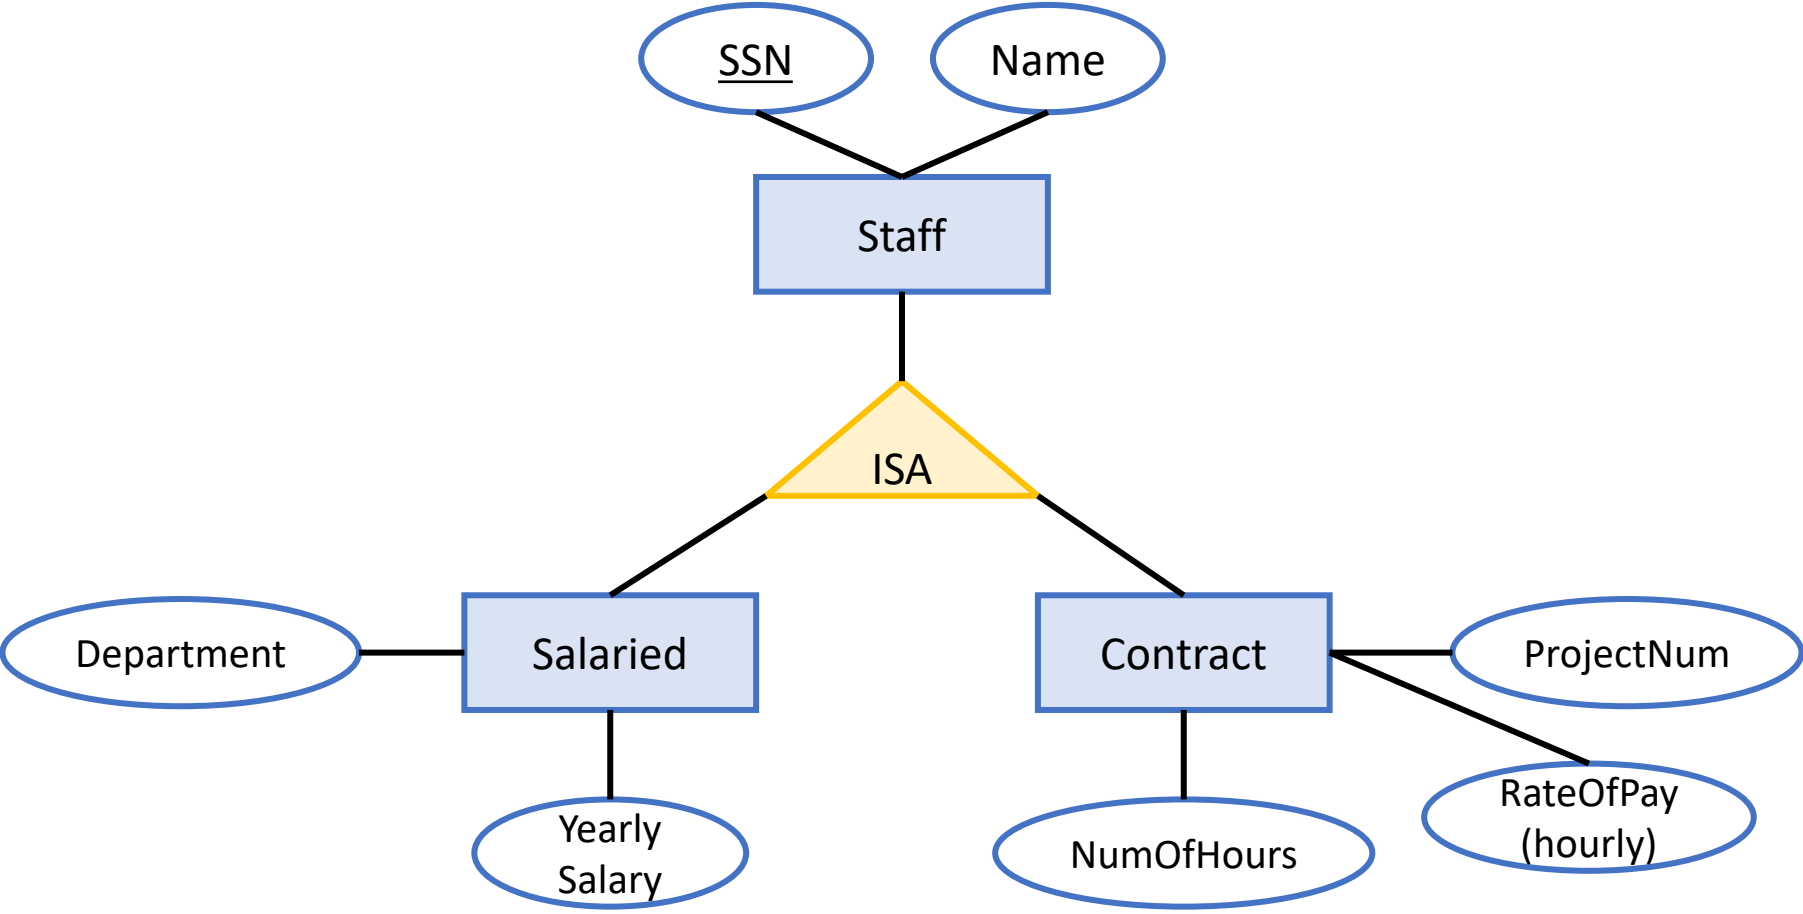 SSN
Name
Staff
ISA
Department
Salaried
Contract
ProjectNum
Yearly
Salary
NumOfHours
RateOfPay
(hourly)